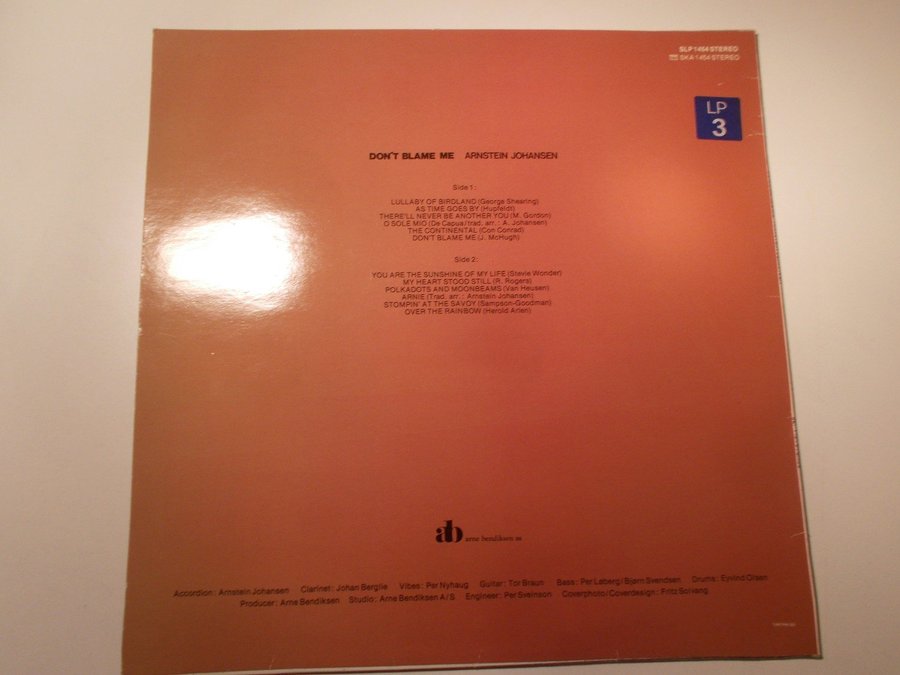 SLP 1464 STEREO
SKA 1464 STEREO
LP
3
DON'T BLAME ME ARNSTEIN JOHANSEN
Side 1:
LULLABY OF BIRDLAND (George Shearing)
AS TIME GOES BY (Hupfeldt)
THERE'LL NEVER BE ANOTHER YOU (M. Gordon)
O SOLE MIO (De Capua/trad. arr.: A. Johansen)
THE CONTINENTAL (Con Conrad)
DON'T BLAME ME (J. McHugh)
Side 2:
YOU ARE THE SUNSHINE OF MY LIFE (Stevie Wonder)
MY HEART STOOD STILL (R. Rogers)
POLKADOTS AND MOONBEAMS (Van Heusen)
ARNIE (Trad. arr.: Arnstein Johansen)
STOMPIN' AT THE SAVOY (Sampson-Goodman)
OVER THE RAINBOW (Herold Arlen)
ab arne bendiksen as
Accordion: Arnstein Johansen Clarinet: Johan Berglie Vibes: Per Nyhaug Guitar: Tor Braun Bass: Per Løberg/Bjørn Svendsen Drums: Eyvind Olsen
Producer: Arne Bendiksen Studio: Arne Bendiksen A/S. Engineer: Per Sveinson Coverphoto/Coverdesign: Fritz Solvang